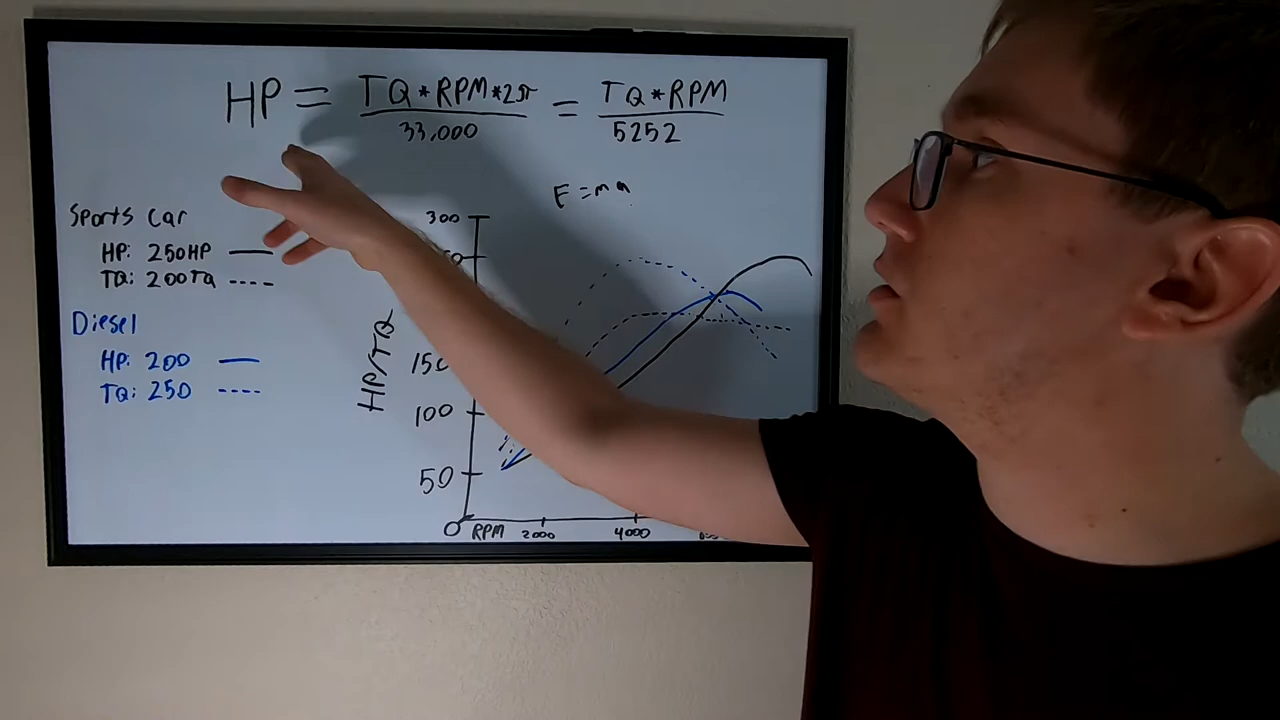 HP = TQ*RPM*2π / 33,000 = TQ*RPM / 5252
F = ma
Sports Car
HP: 250HP
TQ: 200TQ
Diesel
HP: 200
TQ: 250
HP/TQ
300
100
50
0
RPM 2000 4000